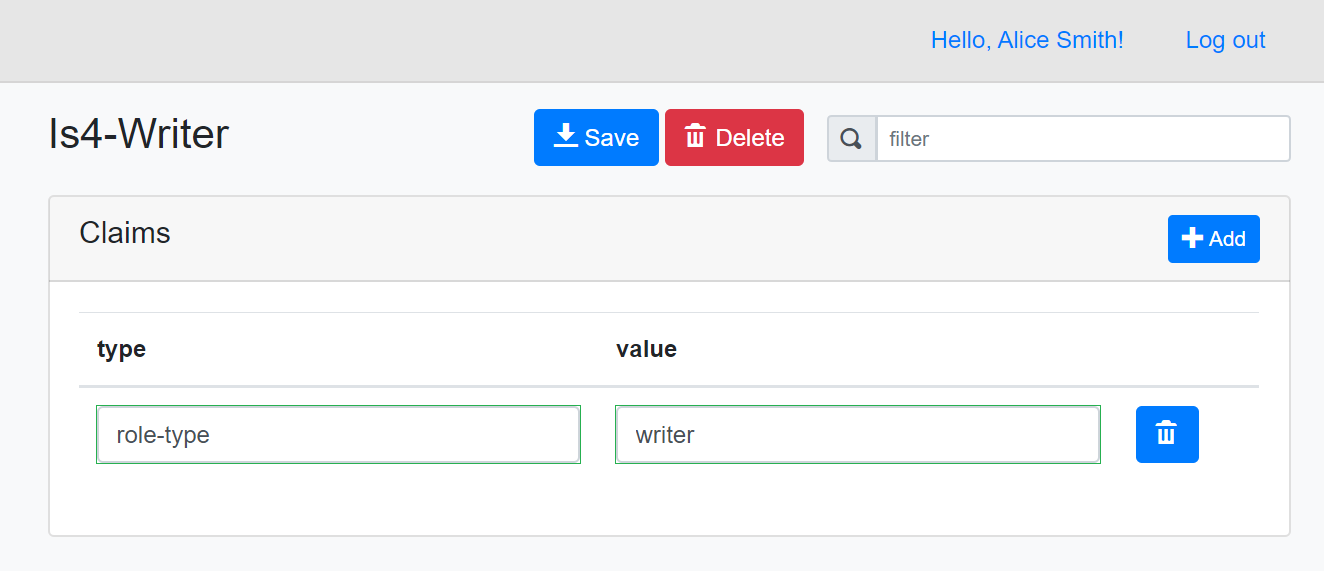 Hello, Alice Smith! Log out
Is4-Writer Save Delete filter
Claims Add
type value
role-type writer